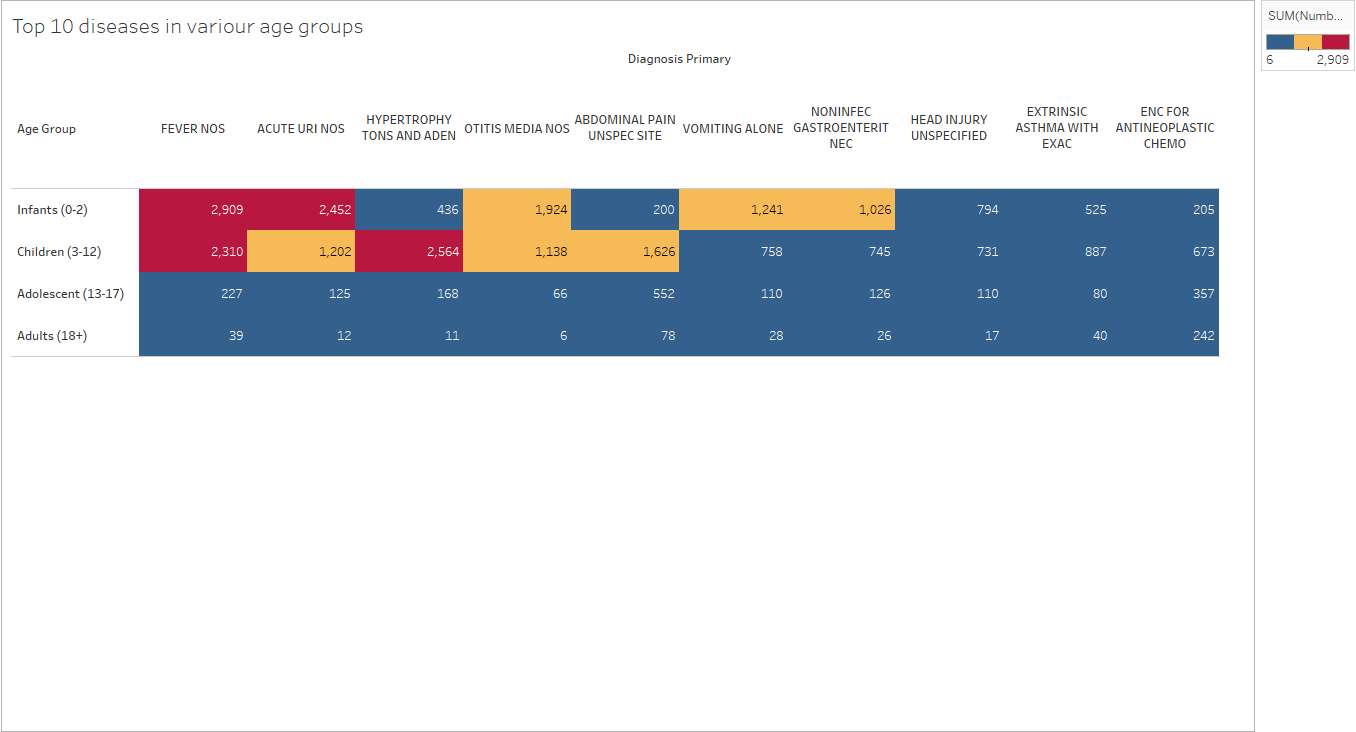 Top 10 diseases in variour age groups
SUM(Numb...
6 2,909
Diagnosis Primary
Age Group
FEVER NOS
ACUTE URI NOS
HYPERTROPHY
TONS AND ADEN
OTITIS MEDIA NOS
ABDOMINAL PAIN
UNSPEC SITE
VOMITING ALONE
NONINFEC
GASTROENTERIT
NEC
HEAD INJURY
UNSPECIFIED
EXTRINSIC
ASTHMA WITH
EXAC
ENC FOR
ANTINEOPLASTIC
CHEMO
Infants (0-2) 2,909 2,452 436 1,924 200 1,241 1,026 794 525 205
Children (3-12) 2,310 1,202 2,564 1,138 1,626 758 745 731 887 673
Adolescent (13-17) 227 125 168 66 552 110 126 110 80 357
Adults (18+) 39 12 11 6 78 28 26 17 40 242